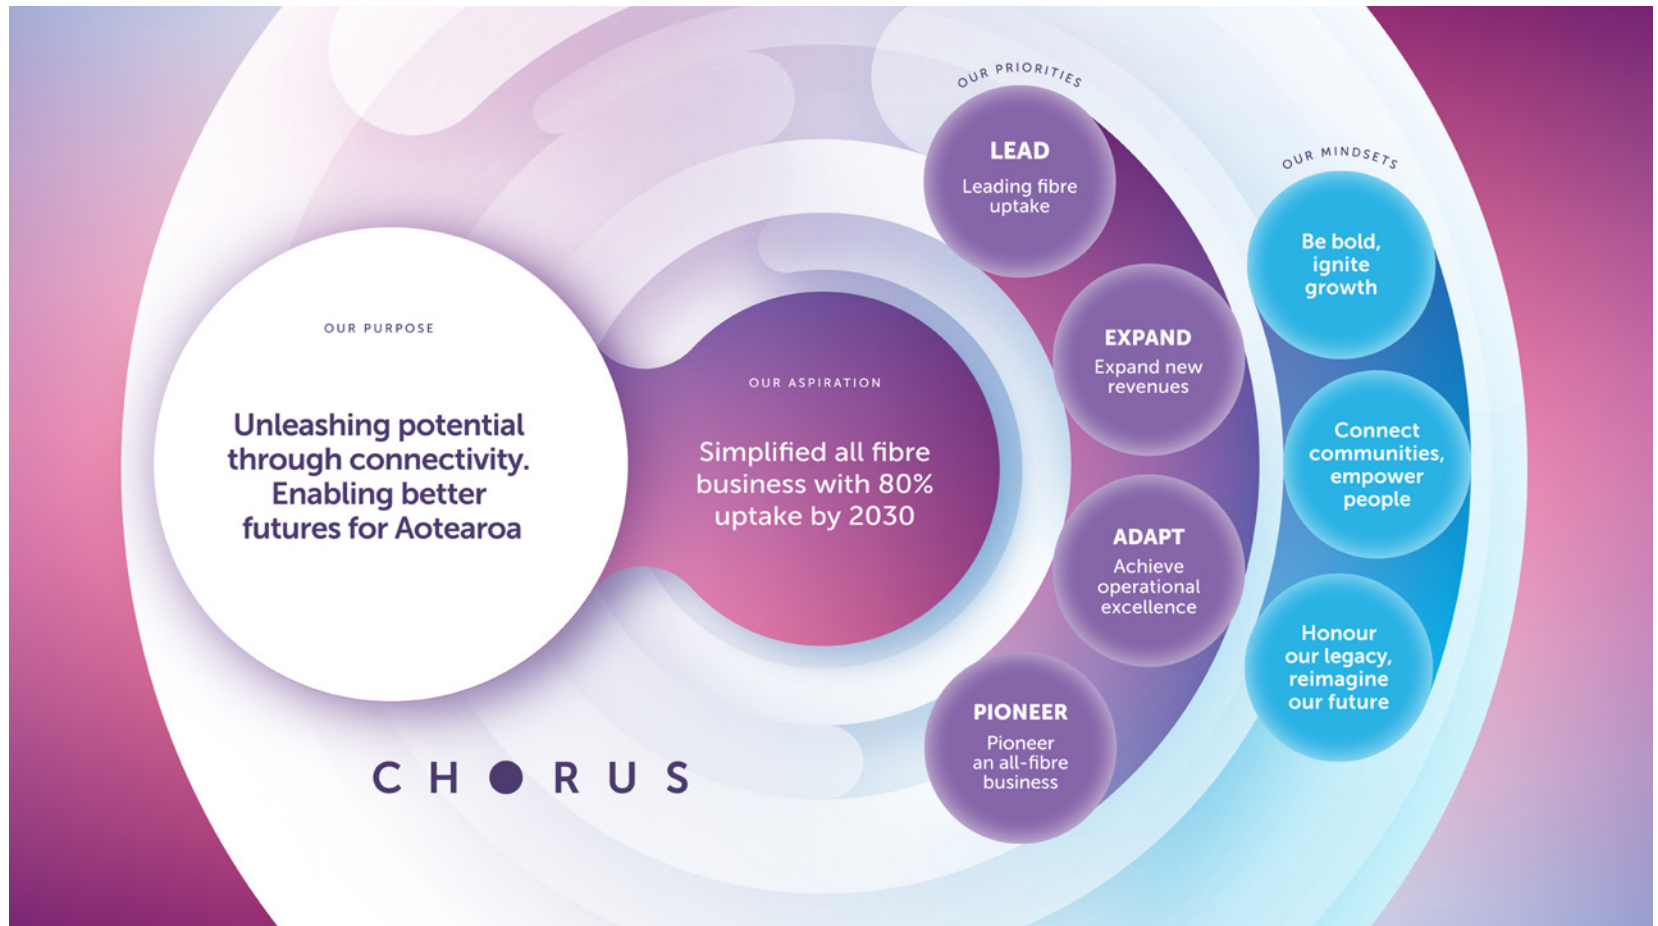 OUR PURPOSE
Unleashing potential
through connectivity.
Enabling better
futures for Aotearoa
CHORUS
OUR ASPIRATION
Simplified all fibre
business with 80%
uptake by 2030
OUR PRIORITIES
LEAD
Leading fibre
uptake
EXPAND
Expand new
revenues
ADAPT
Achieve
operational
excellence
PIONEER
Pioneer
an all-fibre
business
OUR MINDSETS
Be bold,
ignite
growth
Connect
communities,
empower
people
Honour
our legacy,
reimagine
our future